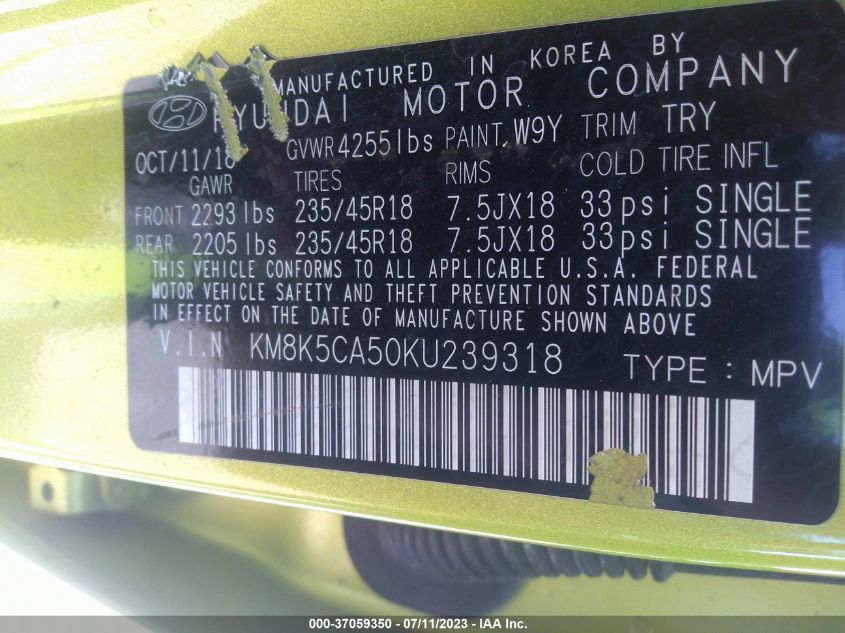 MANUFACTURED IN KOREA BY
HYUNDAI MOTOR COMPANY
OCT/11/18 GVWR 4255 lbs PAINT W9Y TRIM TRY
GAWR TIRES RIMS COLD TIRE INFL
FRONT 2293 lbs 235/45R18 7.5JX18 33 psi SINGLE
REAR 2205 lbs 235/45R18 7.5JX18 33 psi SINGLE
THIS VEHICLE CONFORMS TO ALL APPLICABLE U.S.A. FEDERAL
MOTOR VEHICLE SAFETY AND THEFT PREVENTION STANDARDS
IN EFFECT ON THE DATE OF MANUFACTURE SHOWN ABOVE
V.I.N KM8K5CA50KU239318 TYPE : MPV
000-37059350 - 07/11/2023 - IAA Inc.